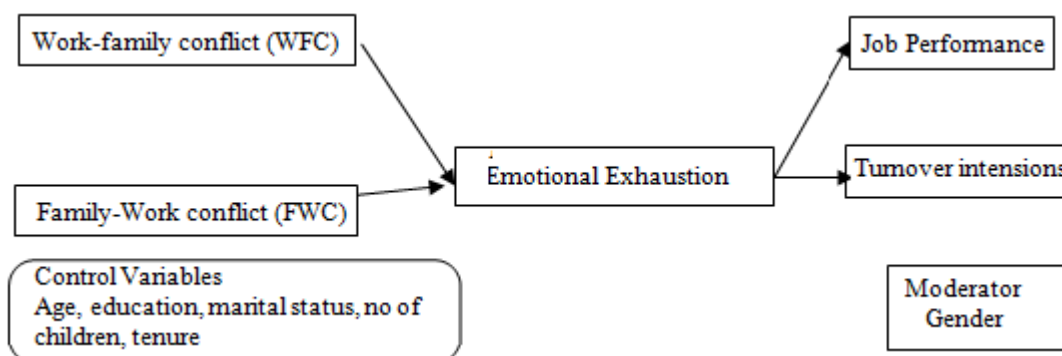 Work-family conflict (WFC)
Job Performance
Emotional Exhaustion
Turnover intensions
Family-Work conflict (FWC)
Control Variables
Age, education, marital status, no of
children, tenure
Moderator
Gender